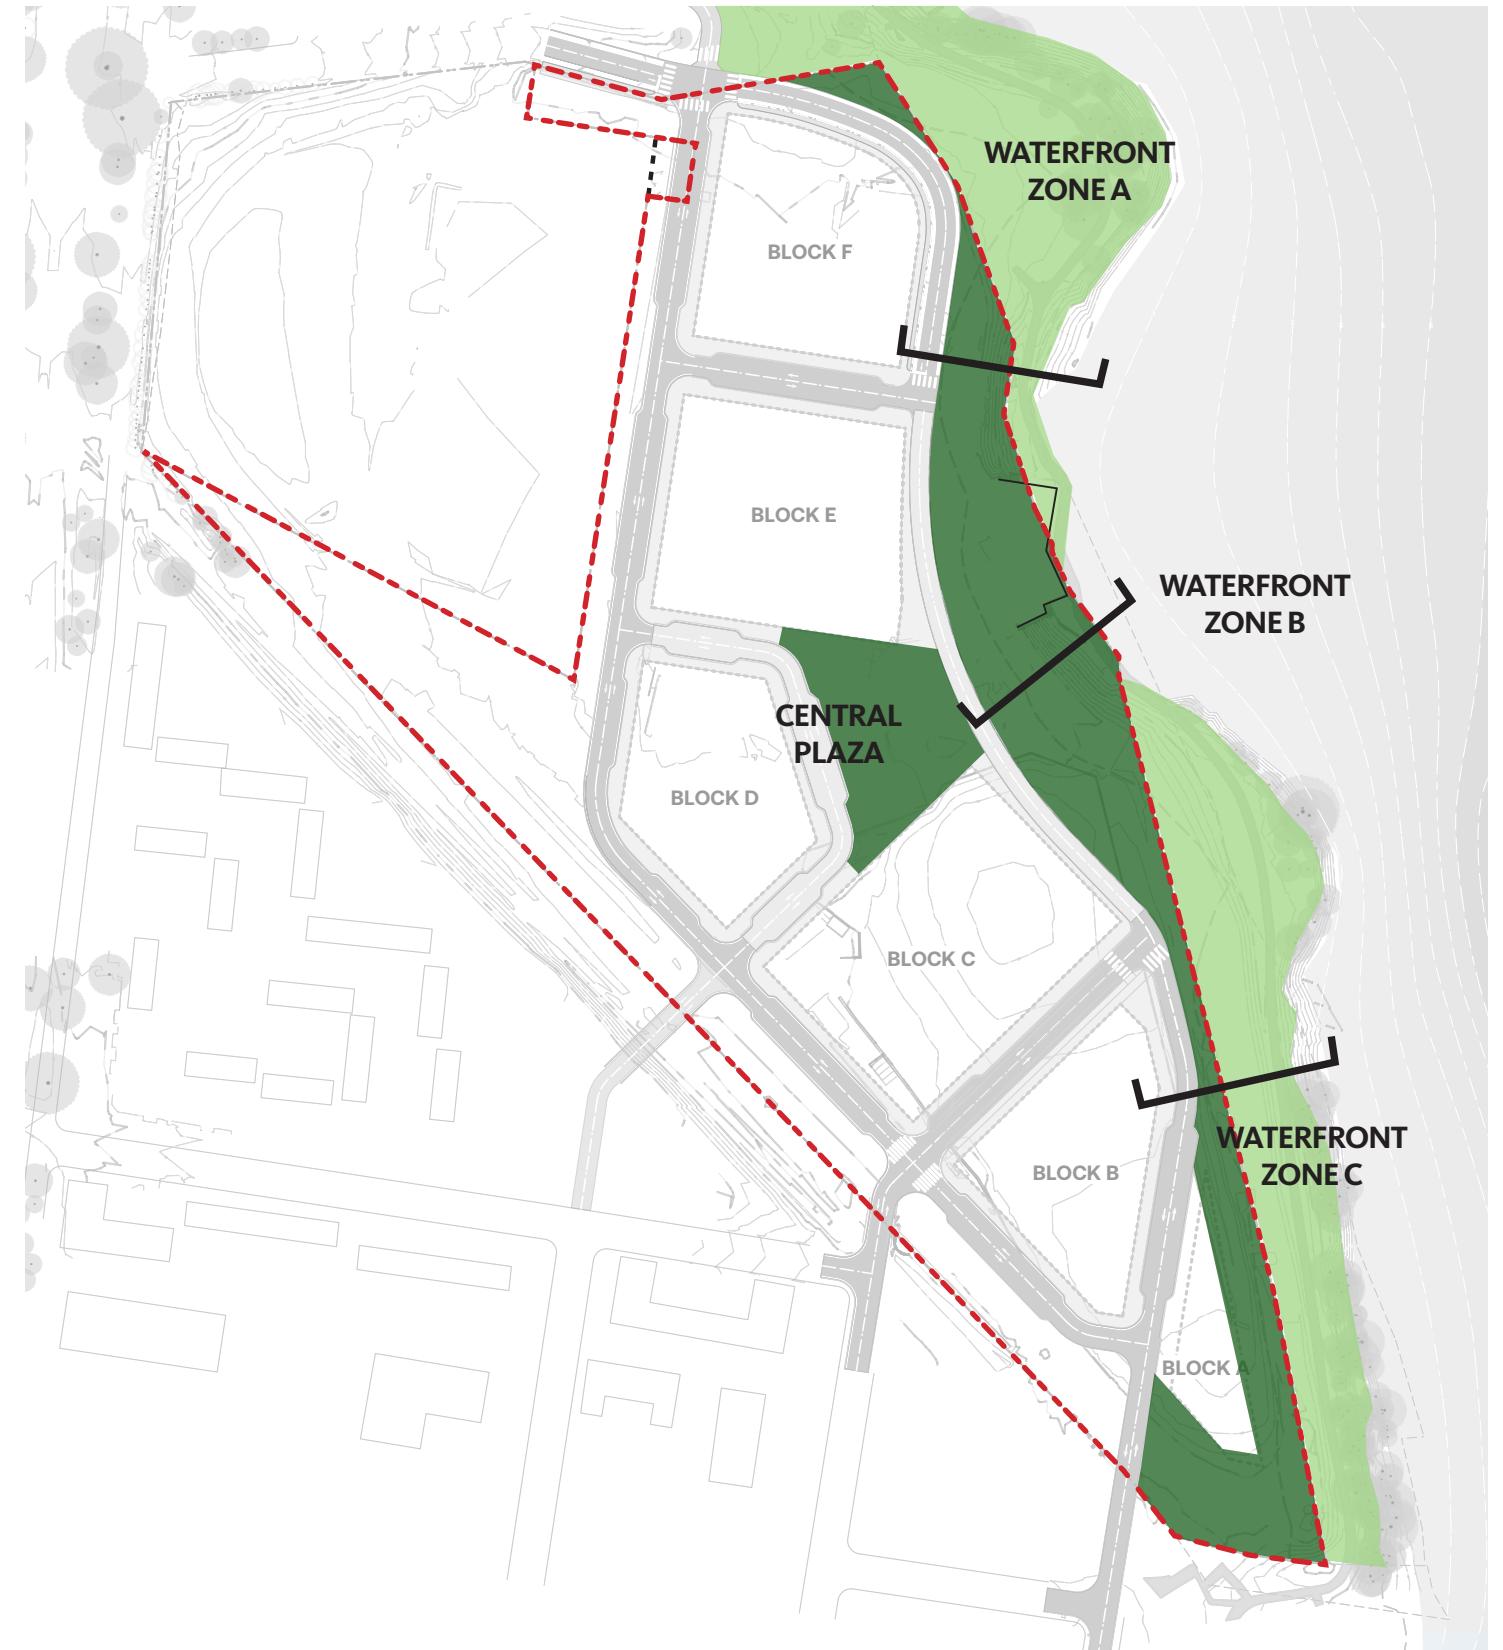 WATERFRONT
ZONE A
BLOCK F
BLOCK E
WATERFRONT
ZONE B
CENTRAL
PLAZA
BLOCK D
BLOCK C
WATERFRONT
ZONE C
BLOCK B
BLOCK A